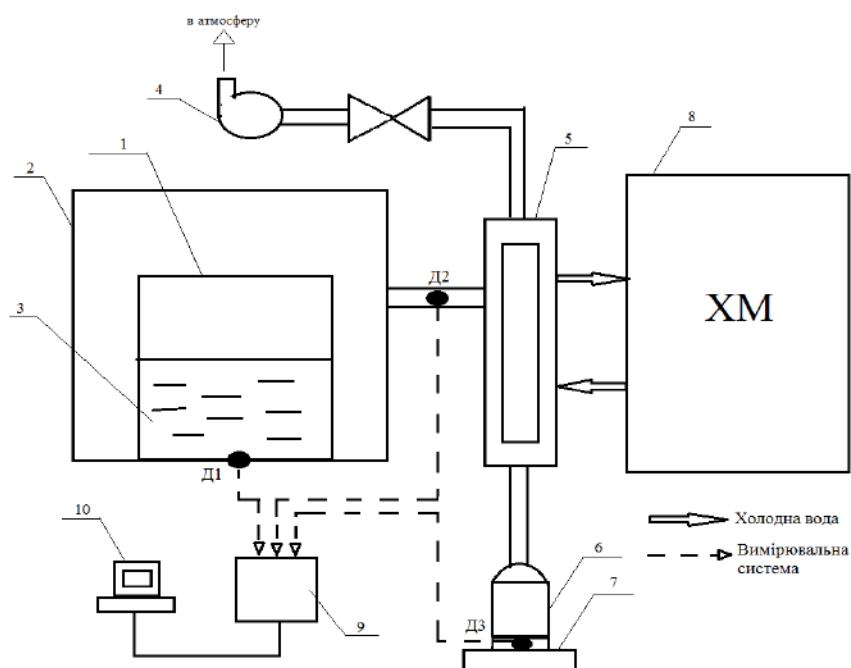 в атмосферу
4
5
8
1
2
Д2
3
ХМ
Д1
10
Холодна вода
6
Вимірювальна
система
7
Д3
9